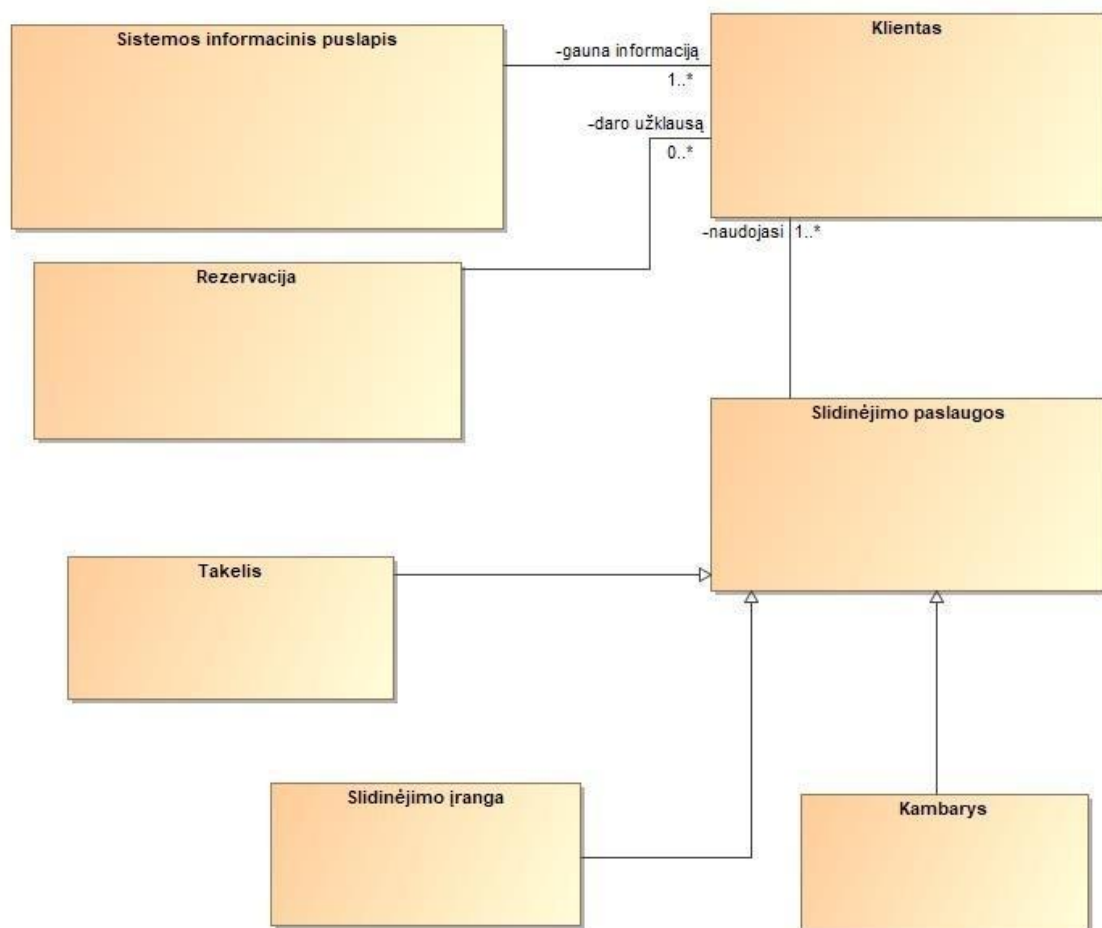 Sistemos informacinis puslapis
Klientas
-gauna informaciją
1..*
-daro užklausą
0..*
-naudojasi
1..*
Rezervacija
Slidinėjimo paslaugos
Takelis
Slidinėjimo įranga
Kambarys